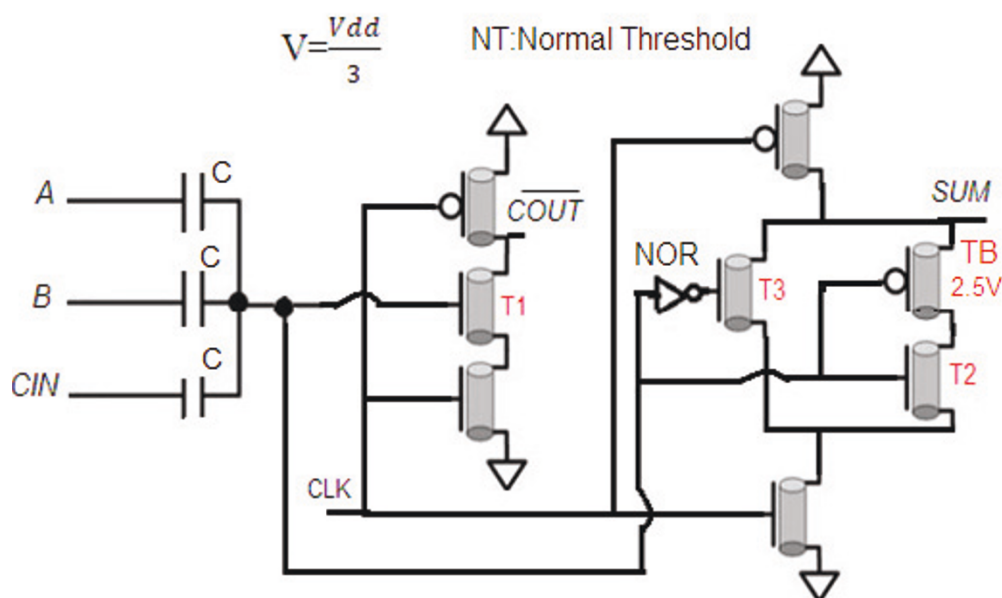 V=Vdd/3
NT:Normal Threshold
A
C
B
C
CIN
C
COUT
T1
CLK
NOR
T3
SUM
TB
2.5V
T2